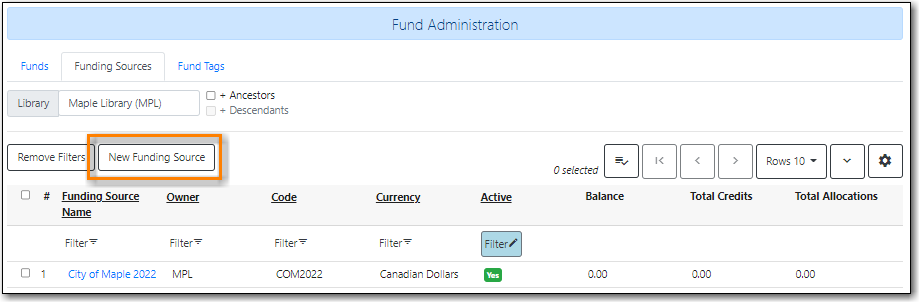 Fund Administration
Funds Funding Sources Fund Tags
Library Maple Library (MPL) + Ancestors
+ Descendants
Remove Filters New Funding Source 0 selected Rows 10
# Funding Source Name Owner Code Currency Active Balance Total Credits Total Allocations
Filter Filter Filter Filter Filter
1 City of Maple 2022 MPL COM2022 Canadian Dollars Yes 0.00 0.00 0.00